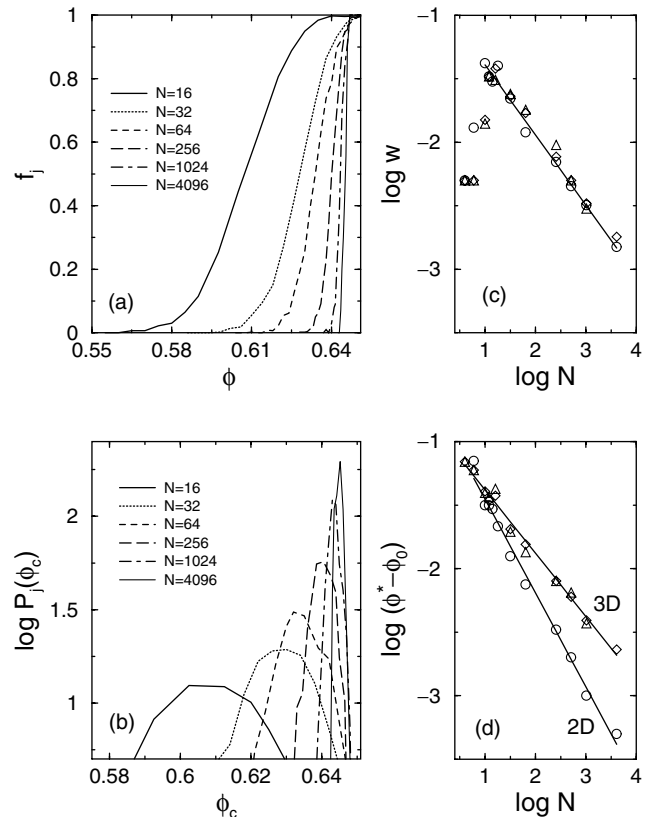 1
0.8
0.6
0.4
0.2
0
f_j
N=16
N=32
N=64
N=256
N=1024
N=4096
(a)
0.55 0.58 0.61 0.64
ϕ
−1
−2
−3
log w
(c)
0 1 2 3 4
log N
2
1.5
1
log P_j(ϕ_c)
N=16
N=32
N=64
N=256
N=1024
N=4096
(b)
0.58 0.6 0.62 0.64
ϕ_c
−1
−2
−3
log (ϕ*−ϕ_0)
3D
2D
(d)
0 1 2 3 4
log N